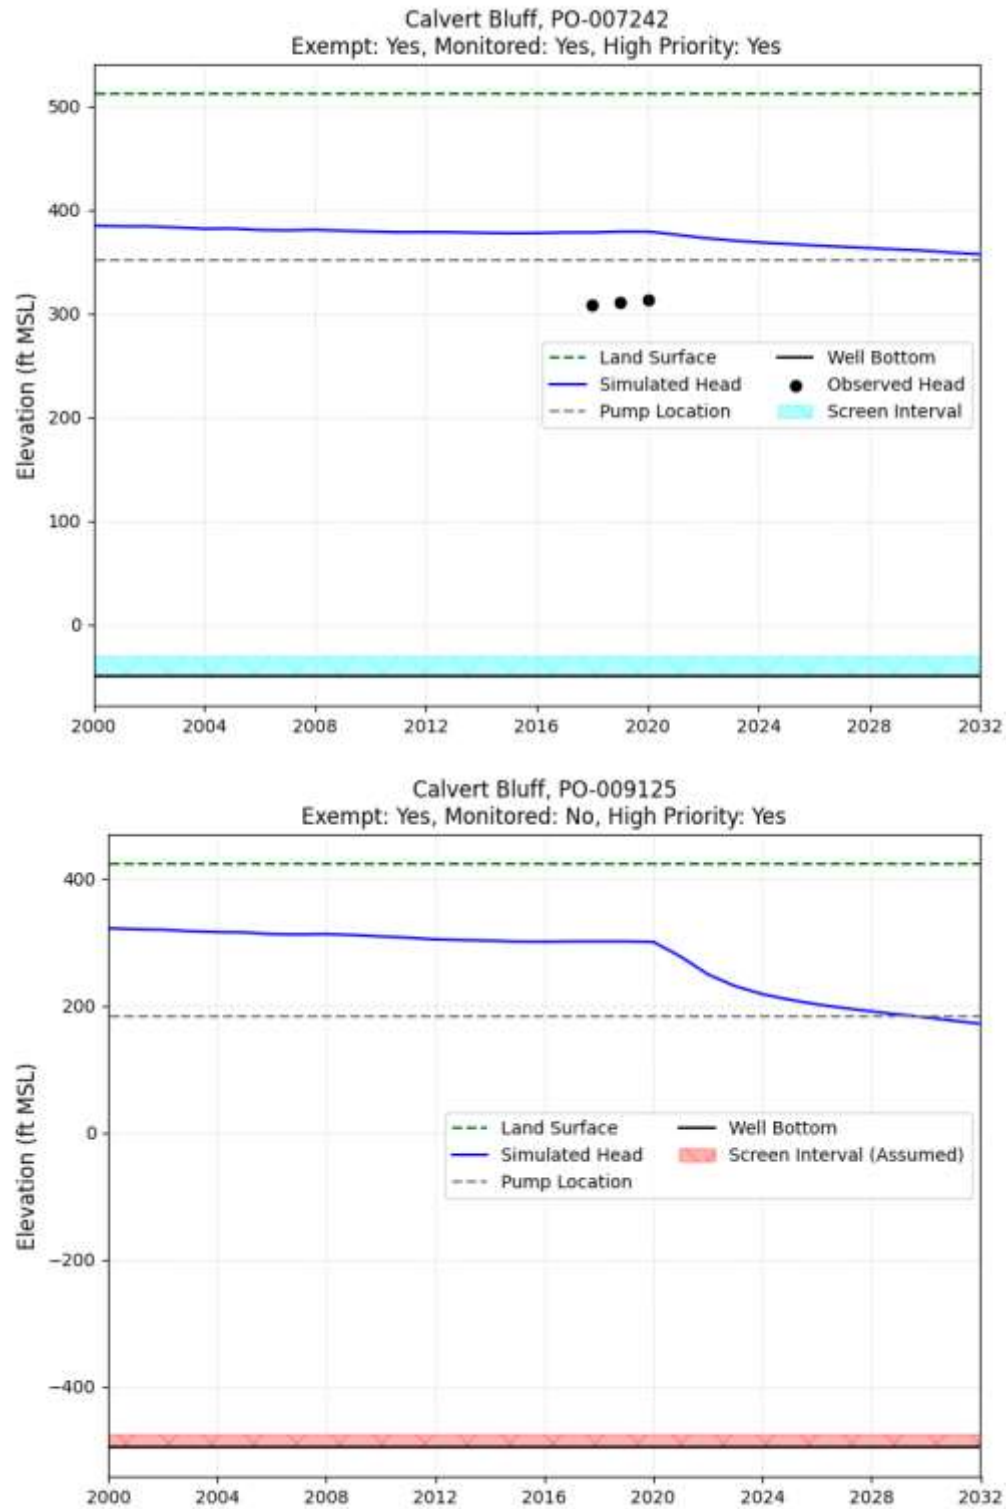 Calvert Bluff, PO-007242
Exempt: Yes, Monitored: Yes, High Priority: Yes
Elevation (ft MSL)
500
400
300
200
100
0
Land Surface
Simulated Head
Pump Location
Well Bottom
Observed Head
Screen Interval
2000 2004 2008 2012 2016 2020 2024 2028 2032
Calvert Bluff, PO-009125
Exempt: Yes, Monitored: No, High Priority: Yes
Elevation (ft MSL)
400
200
0
−200
−400
Land Surface
Simulated Head
Pump Location
Well Bottom
Screen Interval (Assumed)
2000 2004 2008 2012 2016 2020 2024 2028 2032